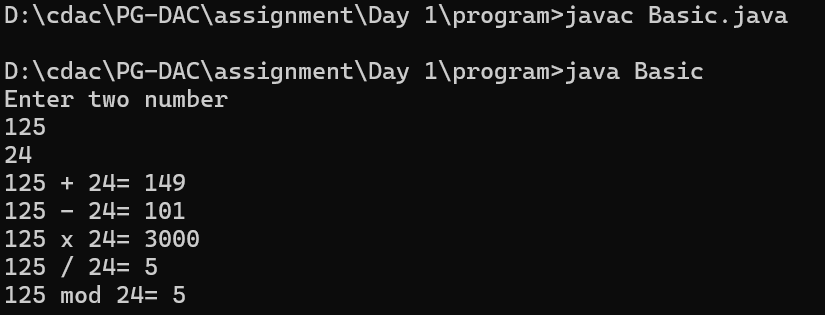 D:\cdac\PG-DAC\assignment\Day 1\program>javac Basic.java
D:\cdac\PG-DAC\assignment\Day 1\program>java Basic
Enter two number
125
24
125 + 24= 149
125 - 24= 101
125 x 24= 3000
125 / 24= 5
125 mod 24= 5